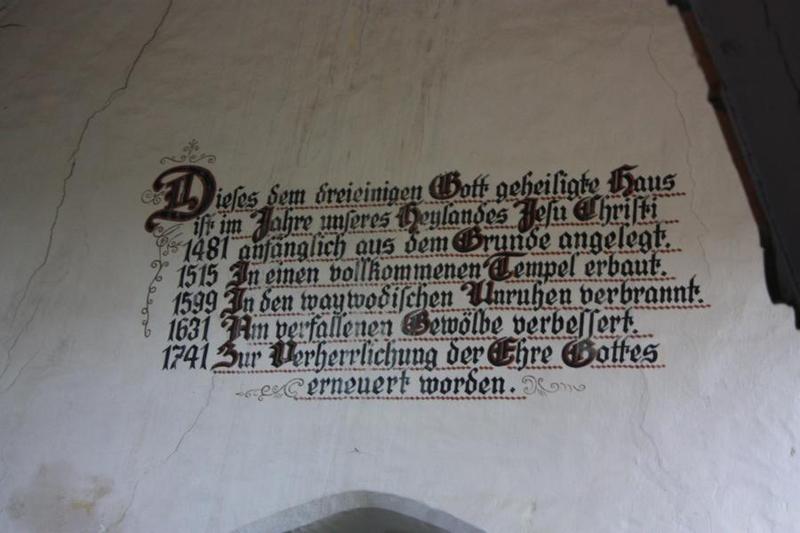 Dieses dem dreieinigen Gott geheiligte Haus
ist im Jahre unseres Heylandes Jesu Christi
1481 anfänglich aus dem Grunde angelegt.
1515 In einen vollkommenen Tempel erbaut.
1599 In den waywodischen Unruhen verbrannt.
1631 Am verfallenen Gewölbe verbessert.
1741 Zur Verherrlichung der Ehre Gottes
erneuert worden.